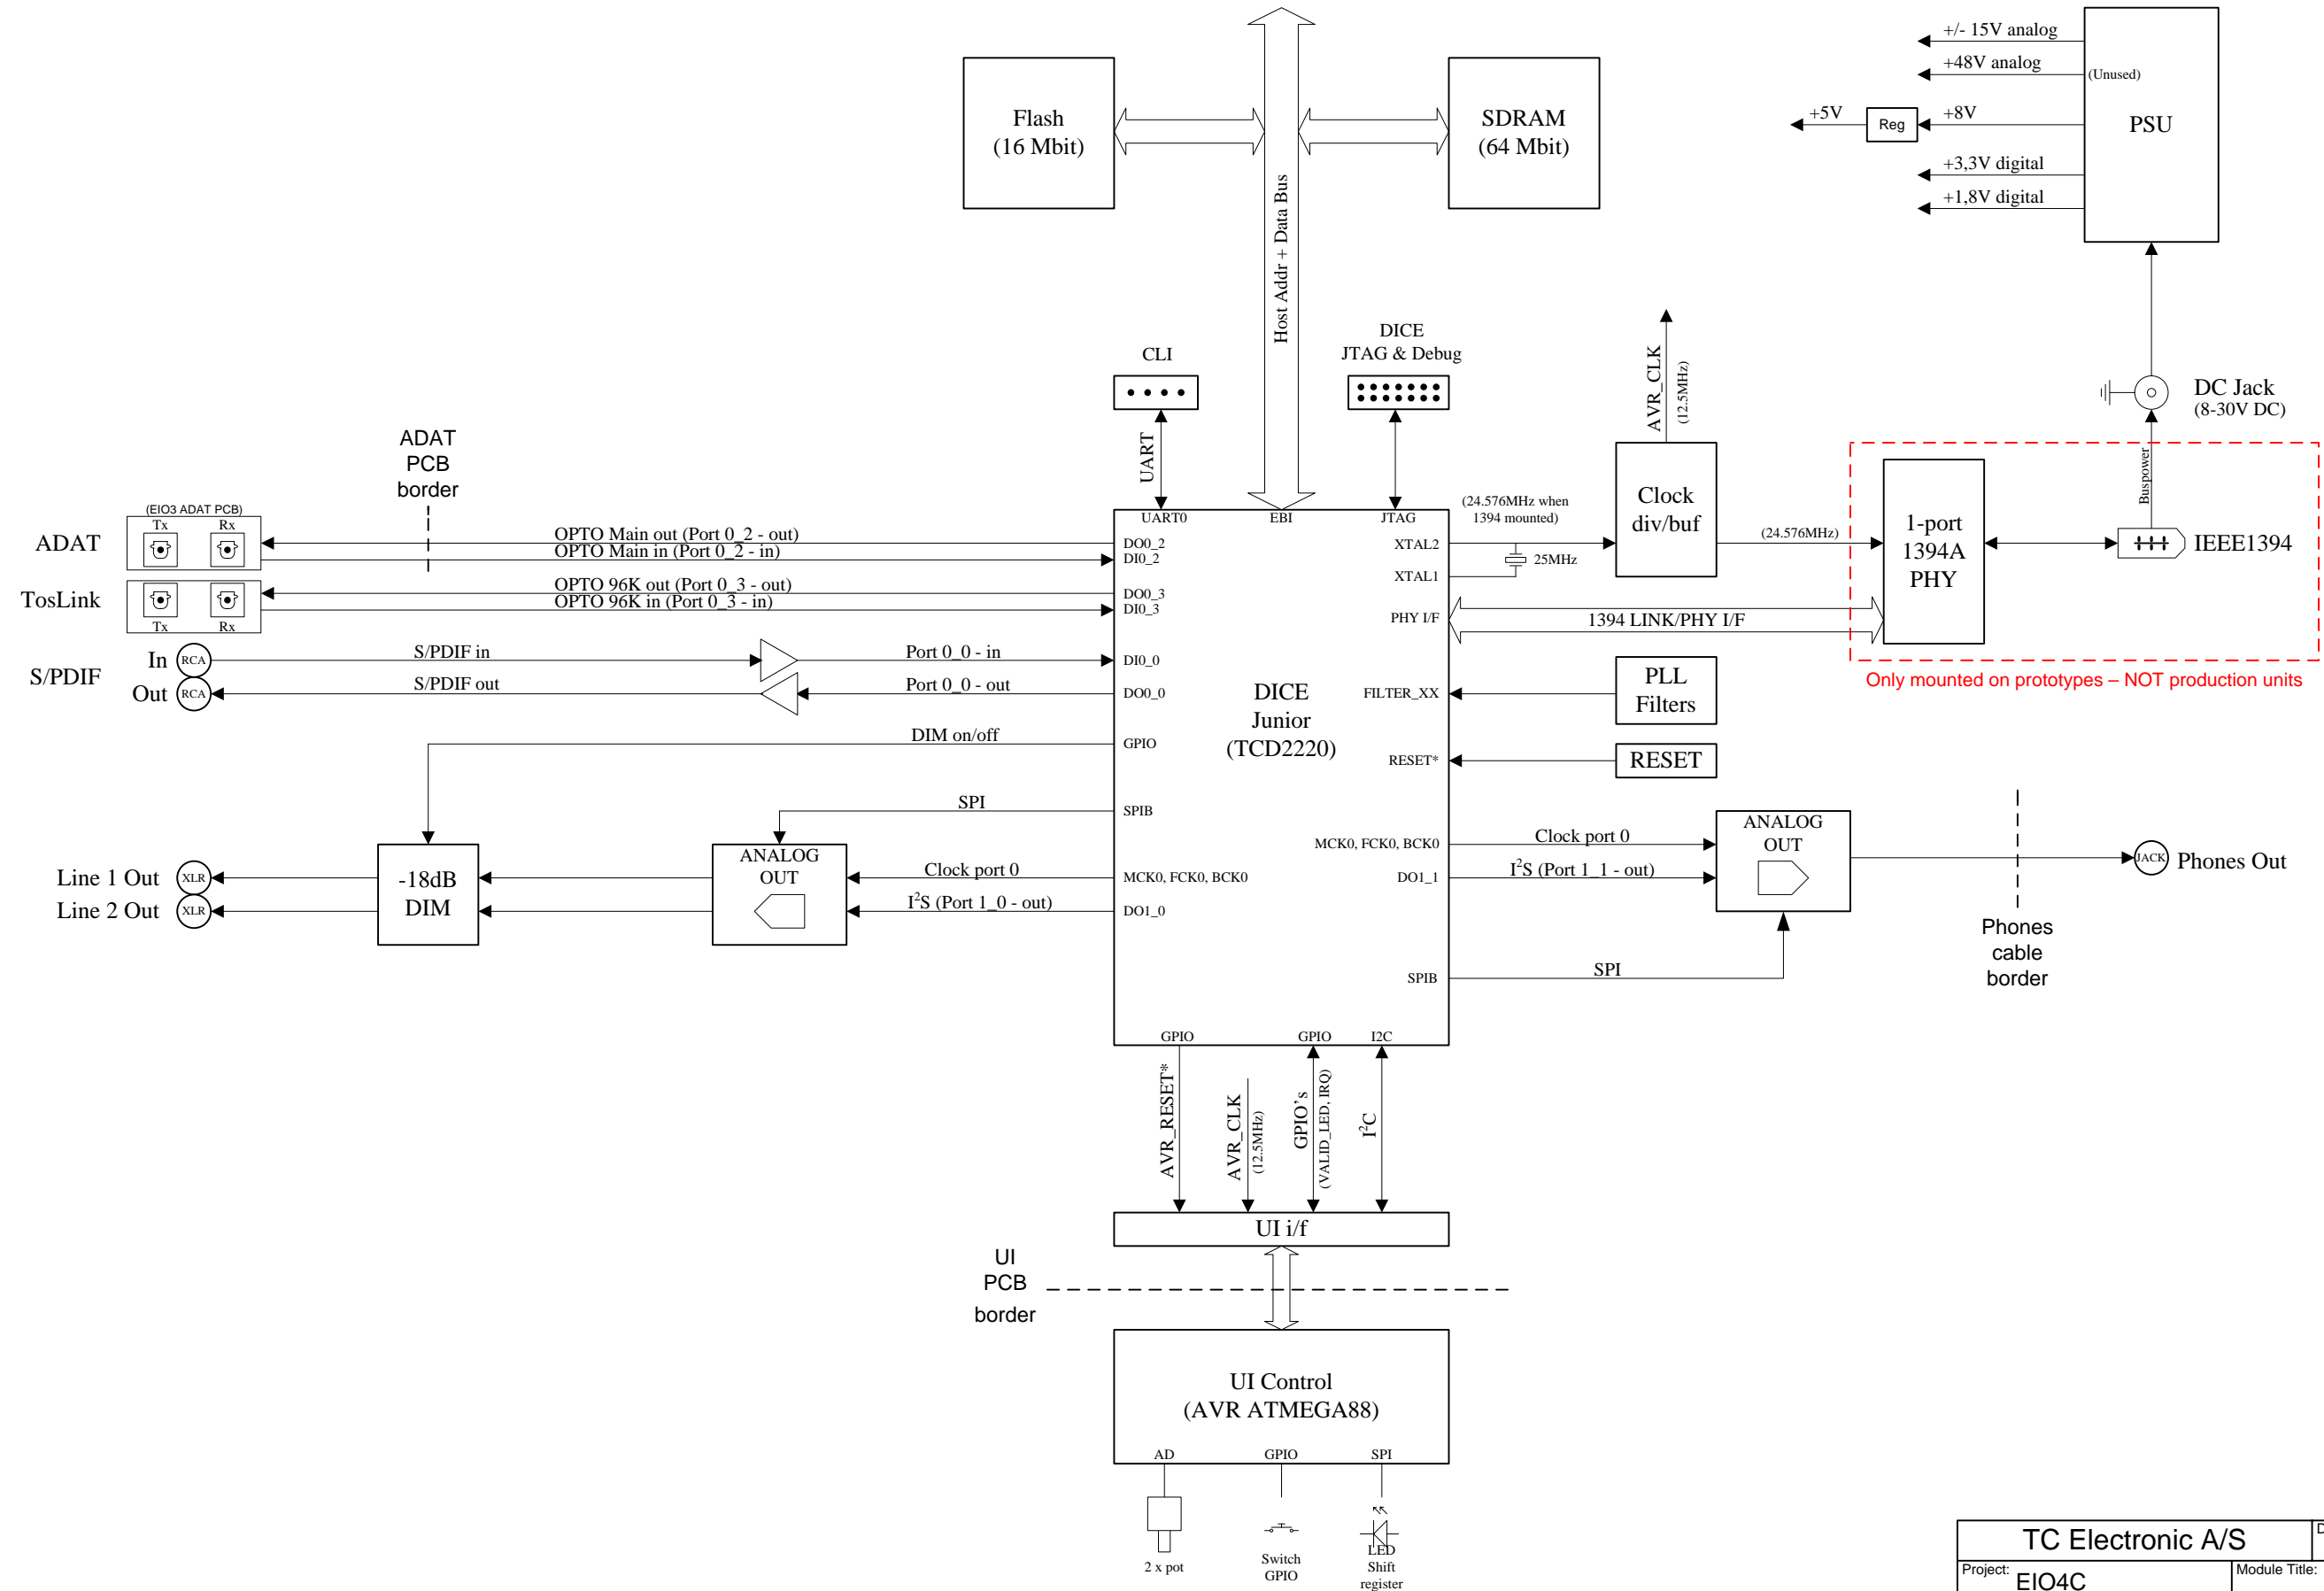 +/- 15V analog
+48V analog
(Unused)
+5V
Reg
+8V
PSU
+3,3V digital
+1,8V digital
Flash
(16 Mbit)
SDRAM
(64 Mbit)
Host Addr + Data Bus
CLI
DICE
JTAG & Debug
UART
AVR_CLK
(12.5MHz)
DC Jack
(8-30V DC)
Buspower
ADAT
PCB
border
(EIO3 ADAT PCB)
Tx
Rx
ADAT
OPTO Main out (Port 0_2 - out)
OPTO Main in (Port 0_2 - in)
TosLink
OPTO 96K out (Port 0_3 - out)
OPTO 96K in (Port 0_3 - in)
Tx
Rx
S/PDIF
In
RCA
S/PDIF in
Port 0_0 - in
Out
RCA
S/PDIF out
Port 0_0 - out
DIM on/off
SPI
UART0
EBI
JTAG
DO0_2
DI0_2
DO0_3
DI0_3
DI0_0
DO0_0
GPIO
SPIB
MCK0, FCK0, BCK0
DO1_0
DICE
Junior
(TCD2220)
XTAL2
XTAL1
PHY I/F
FILTER_XX
RESET*
MCK0, FCK0, BCK0
DO1_1
SPIB
GPIO
GPIO
I2C
(24.576MHz when
1394 mounted)
25MHz
Clock
div/buf
(24.576MHz)
1-port
1394A
PHY
IEEE1394
1394 LINK/PHY I/F
Only mounted on prototypes – NOT production units
PLL
Filters
RESET
Line 1 Out
XLR
Line 2 Out
XLR
-18dB
DIM
ANALOG
OUT
Clock port 0
I²S (Port 1_0 - out)
Clock port 0
I²S (Port 1_1 - out)
ANALOG
OUT
SPI
JACK
Phones Out
Phones
cable
border
AVR_RESET*
AVR_CLK
(12.5MHz)
GPIO's
(VALID_LED, IRQ)
I²C
UI i/f
UI
PCB
border
UI Control
(AVR ATMEGA88)
AD
GPIO
SPI
2 x pot
Switch
GPIO
LED
Shift
register
TC Electronic A/S
D
Project:
EIO4C
Module Title: